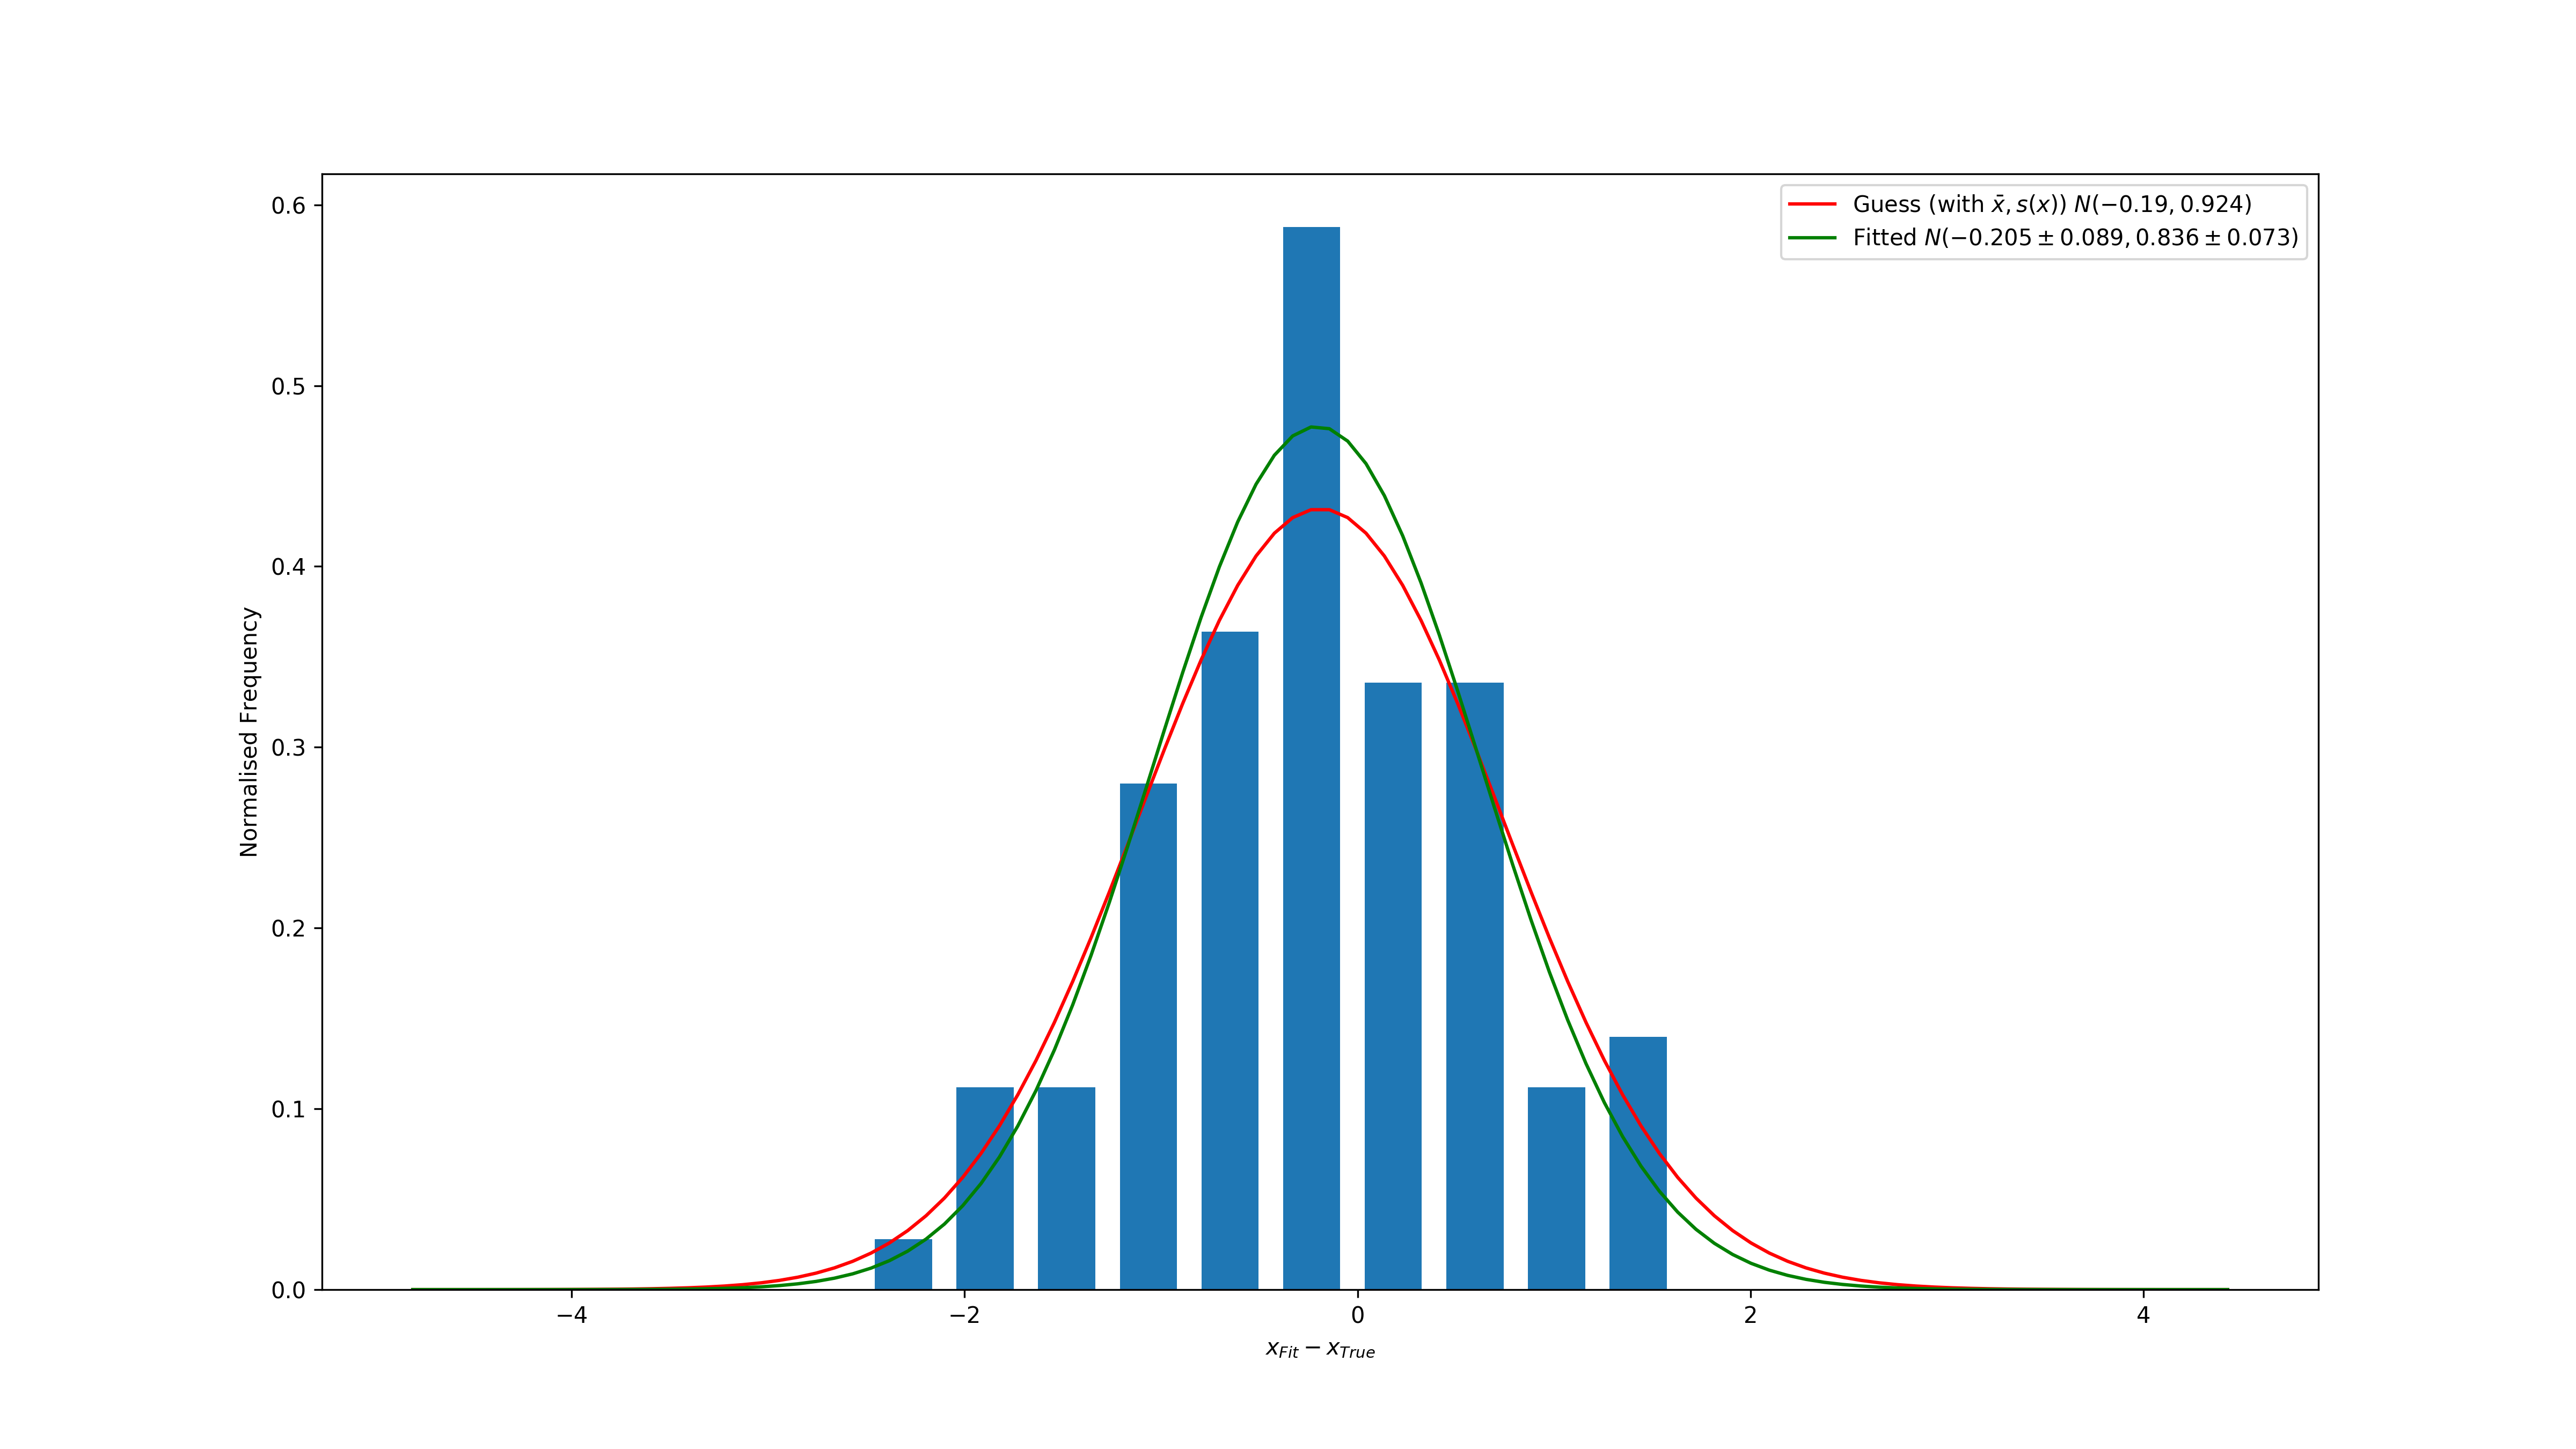 Guess (with x̄, s(x)) N(−0.19, 0.924)
Fitted N(−0.205 ± 0.089, 0.836 ± 0.073)
Normalised Frequency
0.6
0.5
0.4
0.3
0.2
0.1
0.0
−4 −2 0 2 4
x_Fit − x_True